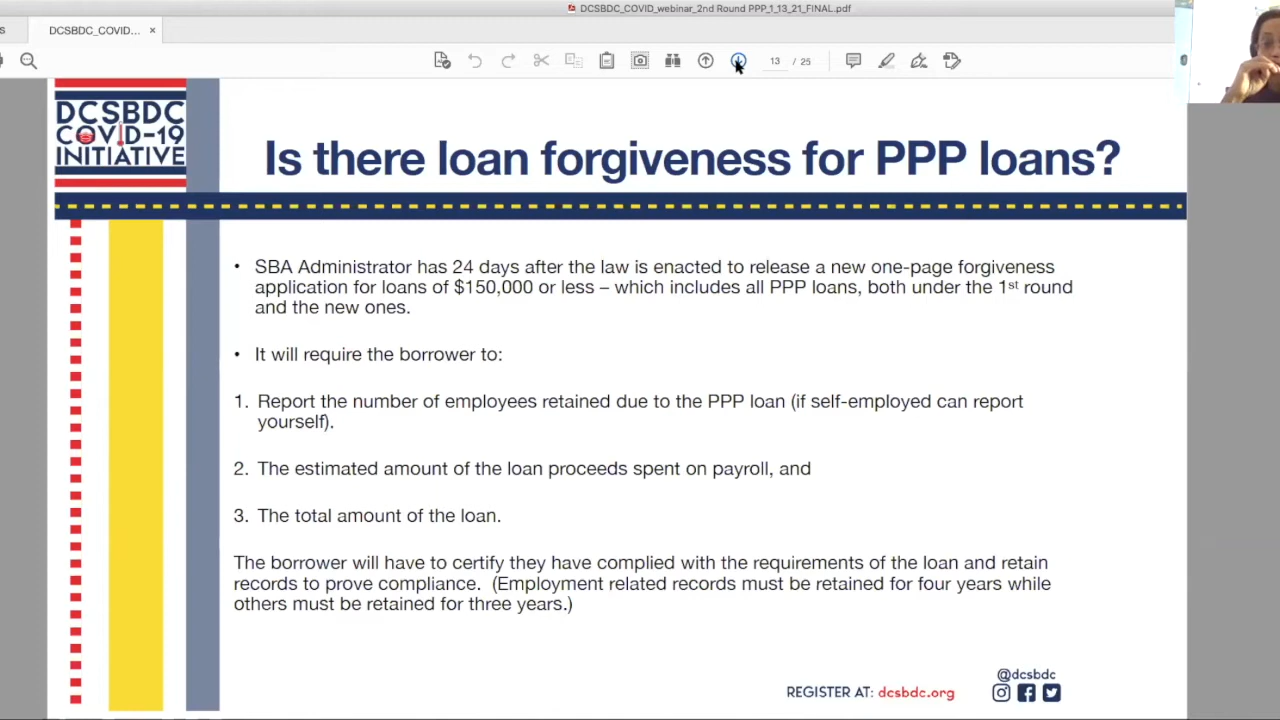 DCSBDC_COVID_webinar_2nd Round PPP_1_13_21_FINAL.pdf
s
DCSBDC_COVID... ×
13 / 25
DCSBDC
COVID-19
INITIATIVE
Is there loan forgiveness for PPP loans?
• SBA Administrator has 24 days after the law is enacted to release a new one-page forgiveness
application for loans of $150,000 or less – which includes all PPP loans, both under the 1st round
and the new ones.
• It will require the borrower to:
1. Report the number of employees retained due to the PPP loan (if self-employed can report
yourself).
2. The estimated amount of the loan proceeds spent on payroll, and
3. The total amount of the loan.
The borrower will have to certify they have complied with the requirements of the loan and retain
records to prove compliance. (Employment related records must be retained for four years while
others must be retained for three years.)
@dcsbdc
REGISTER AT: dcsbdc.org